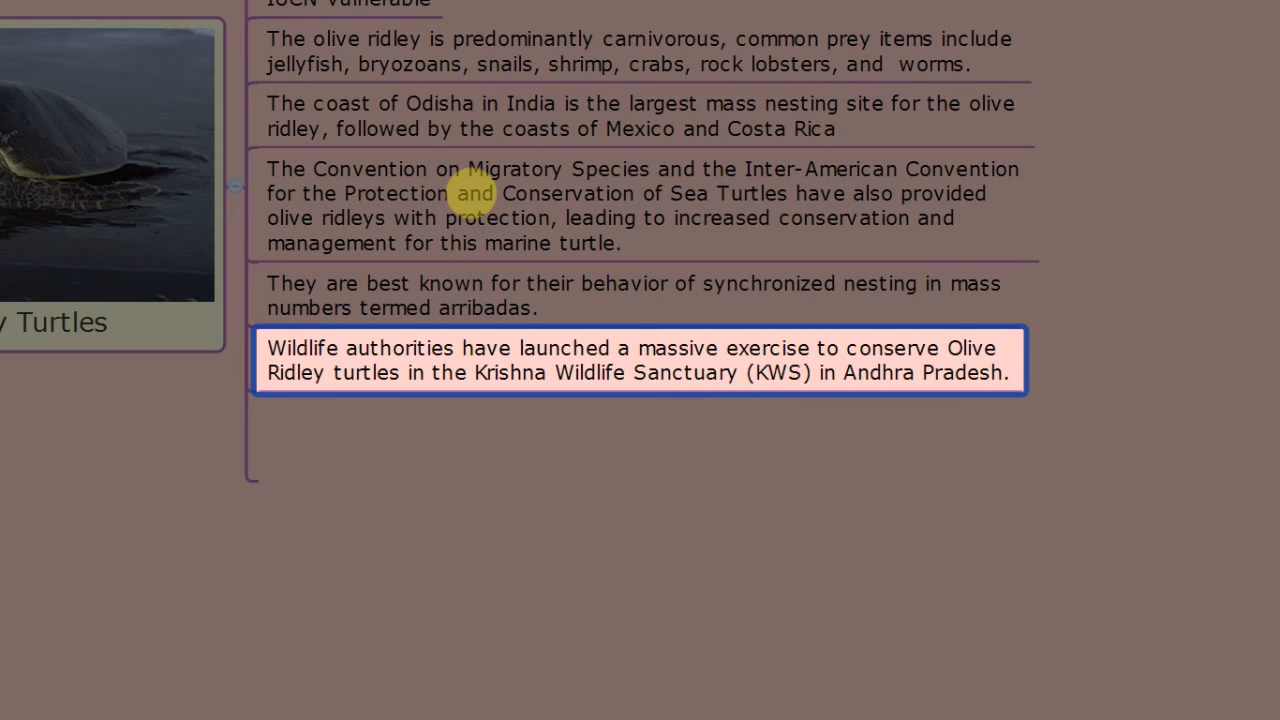 IUCN Vulnerable
The olive ridley is predominantly carnivorous, common prey items include
jellyfish, bryozoans, snails, shrimp, crabs, rock lobsters, and  worms.
The coast of Odisha in India is the largest mass nesting site for the olive
ridley, followed by the coasts of Mexico and Costa Rica
The Convention on Migratory Species and the Inter-American Convention
for the Protection and Conservation of Sea Turtles have also provided
olive ridleys with protection, leading to increased conservation and
management for this marine turtle.
They are best known for their behavior of synchronized nesting in mass
numbers termed arribadas.
y Turtles
Wildlife authorities have launched a massive exercise to conserve Olive
Ridley turtles in the Krishna Wildlife Sanctuary (KWS) in Andhra Pradesh.